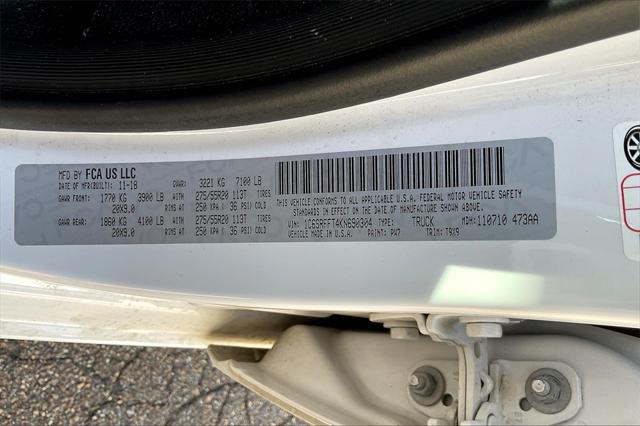 MFD BY FCA US LLC
DATE OF MFR(BUILT): 11-18 GVWR: 3221 KG 7100 LB
GAWR FRONT: 1770 KG 3900 LB WITH 275/55R20 113T TIRES
20X9.0 RIMS AT 250 KPA( 36 PSI) COLD
GAWR REAR: 1860 KG 4100 LB WITH 275/55R20 113T TIRES
20X9.0 RIMS AT 250 KPA( 36 PSI) COLD
THIS VEHICLE CONFORMS TO ALL APPLICABLE U.S.A. FEDERAL MOTOR VEHICLE SAFETY
STANDARDS IN EFFECT ON THE DATE OF MANUFACTURE SHOWN ABOVE.
VIN: 1C6SRFFT4KN690304 TRUCK MDH: 110710 473AA
VEHICLE MADE IN U.S.A. PAINT: PW7 TRIM: T9X9